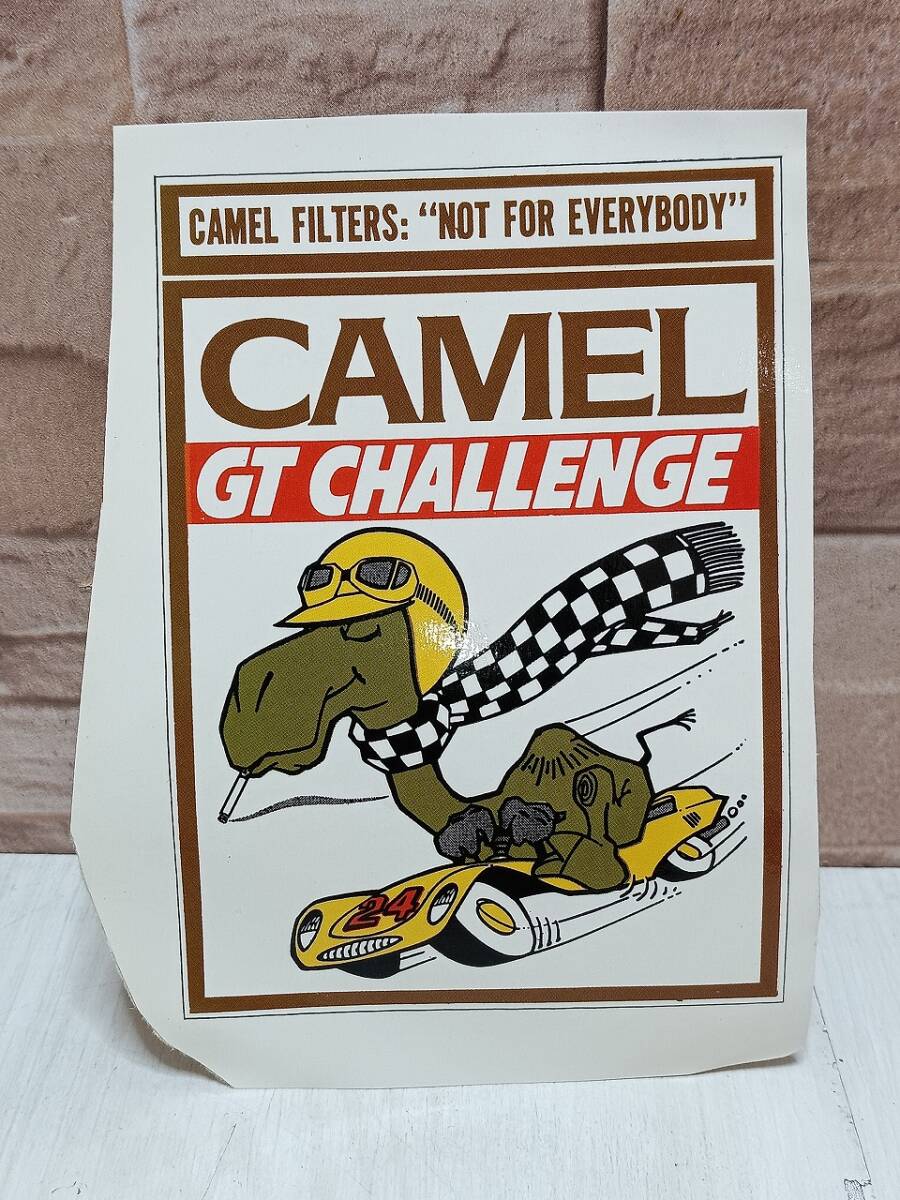 CAMEL FILTERS: "NOT FOR EVERYBODY"
CAMEL
GT CHALLENGE
24